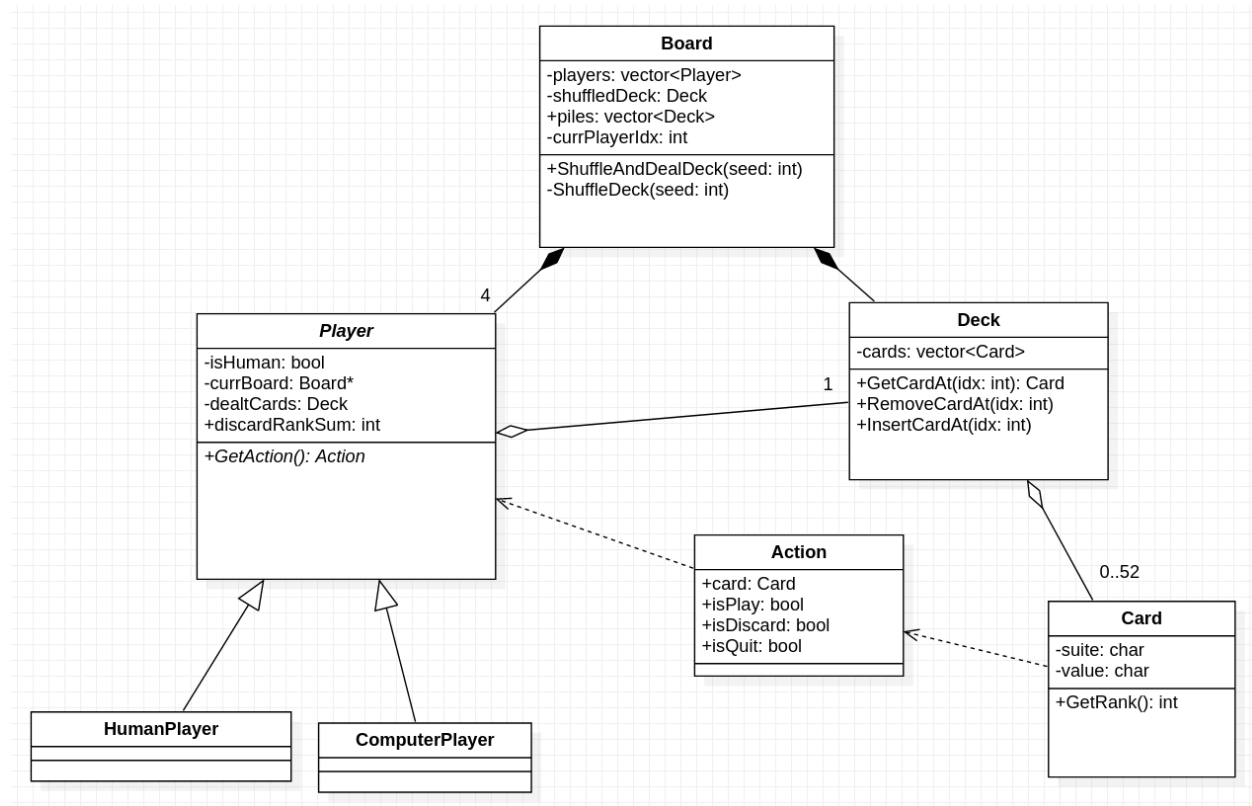 Board
-players: vector<Player>
-shuffledDeck: Deck
+piles: vector<Deck>
-currPlayerIdx: int
+ShuffleAndDealDeck(seed: int)
-ShuffleDeck(seed: int)
4
Player
-isHuman: bool
-currBoard: Board*
-dealtCards: Deck
+discardRankSum: int
+GetAction(): Action
1
Deck
-cards: vector<Card>
+GetCardAt(idx: int): Card
+RemoveCardAt(idx: int)
+InsertCardAt(idx: int)
Action
+card: Card
+isPlay: bool
+isDiscard: bool
+isQuit: bool
0..52
Card
-suite: char
-value: char
+GetRank(): int
HumanPlayer
ComputerPlayer